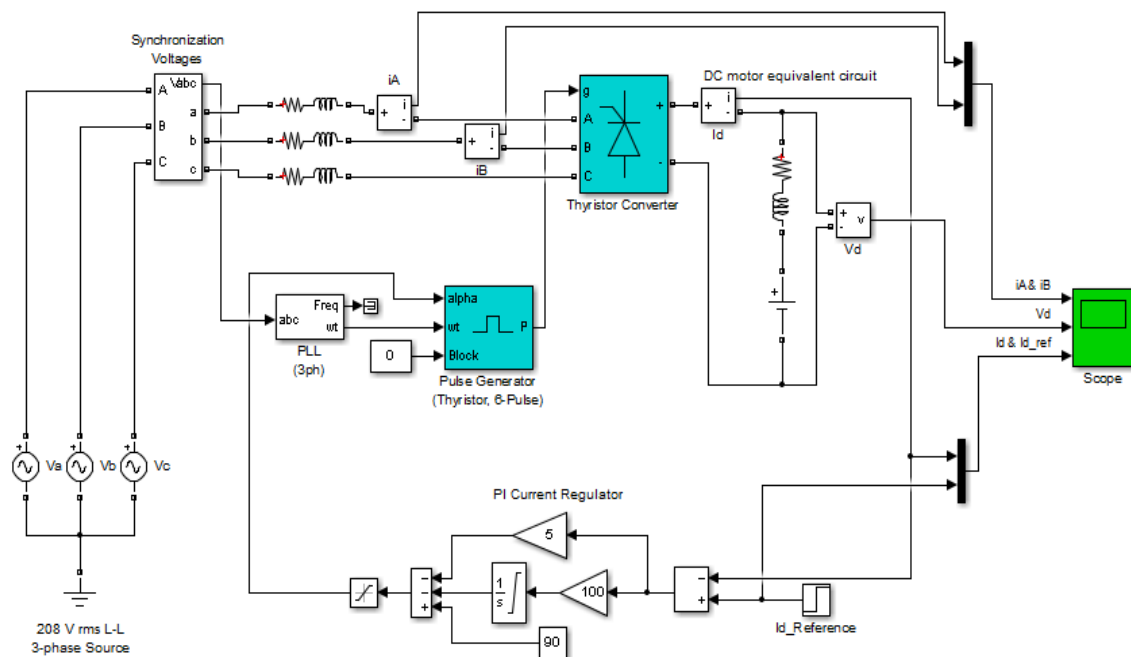 Synchronization
Voltages
Vabc
A
a
B
b
C
c
iA
+
i
-
iB
+
i
-
g
A
B
C
+
-
Thyristor Converter
DC motor equivalent circuit
+
i
-
Id
+
-
v
Vd
+
iA & iB
Vd
Id & Id_ref
Scope
abc
Freq
wt
PLL
(3ph)
0
alpha
wt
Block
P
Pulse Generator
(Thyristor, 6-Pulse)
+
Va
+
Vb
+
Vc
208 V rms L-L
3-phase Source
PI Current Regulator
5
100
1
s
90
−
−
+
−
+
Id_Reference